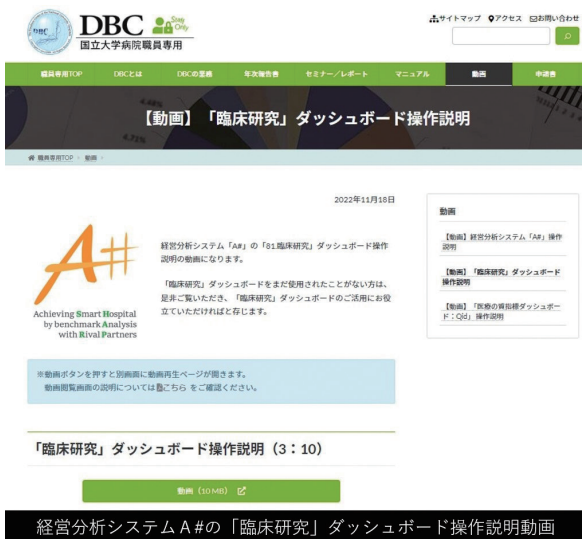 DBC
DBC
Staff Only
国立大学病院職員専用
サイトマップ アクセス お問い合わせ
職員専用TOP DBCとは DBCの業務 年次報告書 セミナー／レポート マニュアル 動画 申請書
4.48%
6.71%
【動画】「臨床研究」ダッシュボード操作説明
職員専用TOP 動画
2022年11月18日
A#
Achieving Smart Hospital
by benchmark Analysis
with Rival Partners
経営分析システム「A#」の「81.臨床研究」ダッシュボード操作
説明の動画になります。
「臨床研究」ダッシュボードをまだ使用されたことがない方は、
是非ご覧いただき、「臨床研究」ダッシュボードのご活用にお役
立ていただければと存じます。
動画
【動画】経営分析システム「A#」操作
説明
【動画】「臨床研究」ダッシュボード
操作説明
【動画】「医療の質指標ダッシュボー
ド：Qid」操作説明
※動画ボタンを押すと別画面に動画再生ページが開きます。
動画閲覧画面の説明についてはこちら をご確認ください。
「臨床研究」ダッシュボード操作説明（3：10）
動画（10MB）
経営分析システムA#の「臨床研究」ダッシュボード操作説明動画